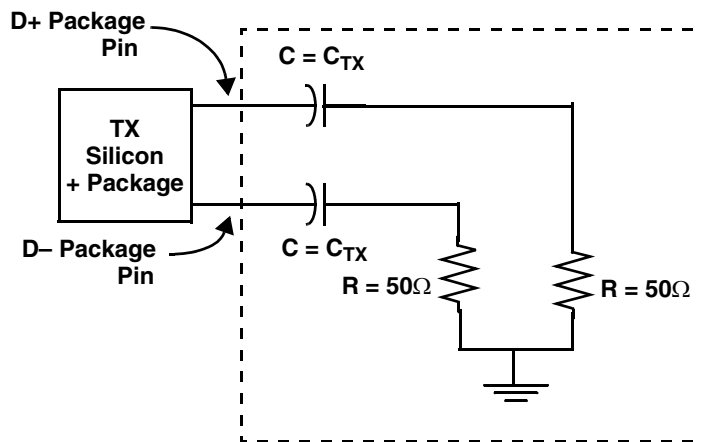 D+ Package
Pin
C = CTX
TX
Silicon
+ Package
D– Package
Pin
C = CTX
R = 50Ω
R = 50Ω